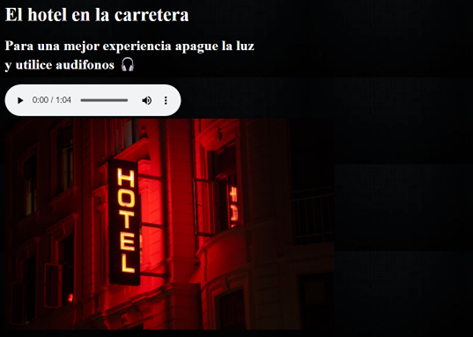 El hotel en la carretera
Para una mejor experiencia apague la luz
y utilice audifonos 🎧
0:00 / 1:04
HOTEL